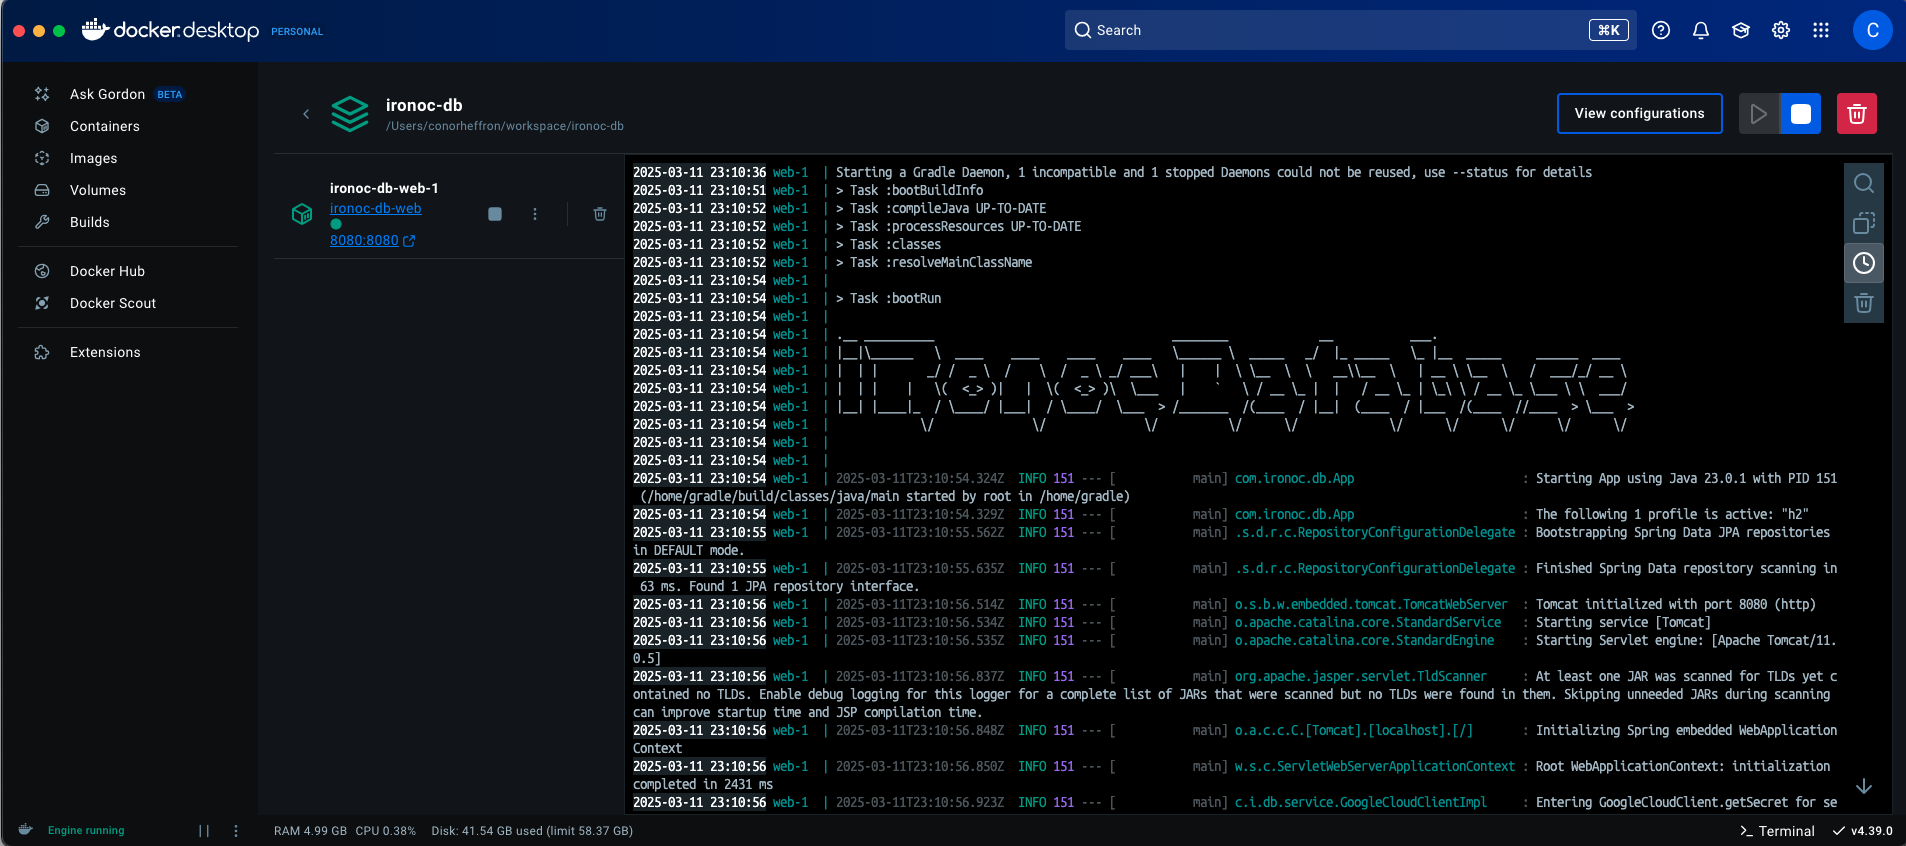 docker.desktop PERSONAL
Search ⌘K
C
Ask Gordon BETA
Containers
Images
Volumes
Builds
Docker Hub
Docker Scout
Extensions
ironoc-db
/Users/conorheffron/workspace/ironoc-db
View configurations
ironoc-db-web-1
ironoc-db-web
8080:8080
2025-03-11 23:10:36 web-1 | Starting a Gradle Daemon, 1 incompatible and 1 stopped Daemons could not be reused, use --status for details
2025-03-11 23:10:51 web-1 | > Task :bootBuildInfo
2025-03-11 23:10:52 web-1 | > Task :compileJava UP-TO-DATE
2025-03-11 23:10:52 web-1 | > Task :processResources UP-TO-DATE
2025-03-11 23:10:52 web-1 | > Task :classes
2025-03-11 23:10:52 web-1 | > Task :resolveMainClassName
2025-03-11 23:10:54 web-1 |
2025-03-11 23:10:54 web-1 | > Task :bootRun
2025-03-11 23:10:54 web-1 |
2025-03-11 23:10:54 web-1 |
2025-03-11 23:10:54 web-1 |
2025-03-11 23:10:54 web-1 | IRonoc Database
2025-03-11 23:10:54 web-1 |
2025-03-11 23:10:54 web-1 |
2025-03-11 23:10:54 web-1 |
2025-03-11 23:10:54 web-1 |
2025-03-11 23:10:54 web-1 |
2025-03-11 23:10:54 web-1 | 2025-03-11T23:10:54.324Z INFO 151 --- [ main] com.ironoc.db.App : Starting App using Java 23.0.1 with PID 151
(/home/gradle/build/classes/java/main started by root in /home/gradle)
2025-03-11 23:10:54 web-1 | 2025-03-11T23:10:54.329Z INFO 151 --- [ main] com.ironoc.db.App : The following 1 profile is active: "h2"
2025-03-11 23:10:55 web-1 | 2025-03-11T23:10:55.562Z INFO 151 --- [ main] .s.d.r.c.RepositoryConfigurationDelegate : Bootstrapping Spring Data JPA repositories
in DEFAULT mode.
2025-03-11 23:10:55 web-1 | 2025-03-11T23:10:55.635Z INFO 151 --- [ main] .s.d.r.c.RepositoryConfigurationDelegate : Finished Spring Data repository scanning in
63 ms. Found 1 JPA repository interface.
2025-03-11 23:10:56 web-1 | 2025-03-11T23:10:56.514Z INFO 151 --- [ main] o.s.b.w.embedded.tomcat.TomcatWebServer : Tomcat initialized with port 8080 (http)
2025-03-11 23:10:56 web-1 | 2025-03-11T23:10:56.534Z INFO 151 --- [ main] o.apache.catalina.core.StandardService : Starting service [Tomcat]
2025-03-11 23:10:56 web-1 | 2025-03-11T23:10:56.535Z INFO 151 --- [ main] o.apache.catalina.core.StandardEngine : Starting Servlet engine: [Apache Tomcat/11.
0.5]
2025-03-11 23:10:56 web-1 | 2025-03-11T23:10:56.837Z INFO 151 --- [ main] org.apache.jasper.servlet.TldScanner : At least one JAR was scanned for TLDs yet c
ontained no TLDs. Enable debug logging for this logger for a complete list of JARs that were scanned but no TLDs were found in them. Skipping unneeded JARs during scanning
can improve startup time and JSP compilation time.
2025-03-11 23:10:56 web-1 | 2025-03-11T23:10:56.848Z INFO 151 --- [ main] o.a.c.c.C.[Tomcat].[localhost].[/] : Initializing Spring embedded WebApplication
Context
2025-03-11 23:10:56 web-1 | 2025-03-11T23:10:56.850Z INFO 151 --- [ main] w.s.c.ServletWebServerApplicationContext : Root WebApplicationContext: initialization
completed in 2431 ms
2025-03-11 23:10:56 web-1 | 2025-03-11T23:10:56.923Z INFO 151 --- [ main] c.i.db.service.GoogleCloudClientImpl : Entering GoogleCloudClient.getSecret for se
Engine running
RAM 4.99 GB CPU 0.38% Disk: 41.54 GB used (limit 58.37 GB)
>_ Terminal
v4.39.0